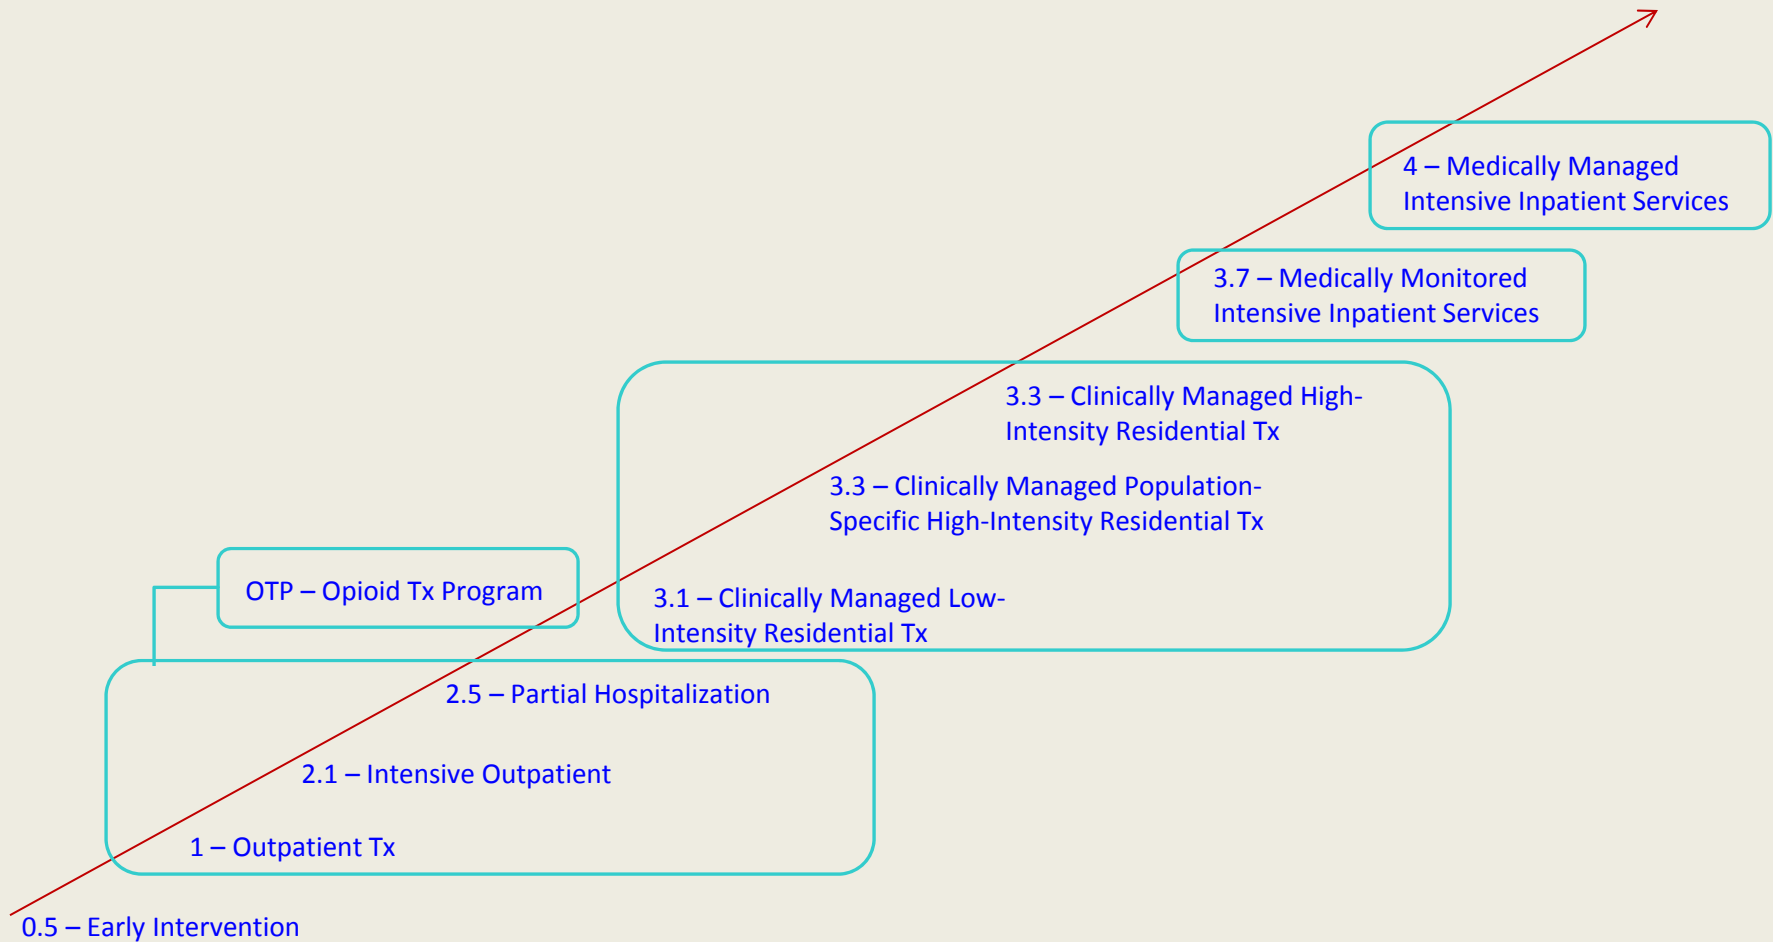 4 – Medically Managed
Intensive Inpatient Services
3.7 – Medically Monitored
Intensive Inpatient Services
3.3 – Clinically Managed High-
Intensity Residential Tx
3.3 – Clinically Managed Population-
Specific High-Intensity Residential Tx
OTP – Opioid Tx Program
3.1 – Clinically Managed Low-
Intensity Residential Tx
2.5 – Partial Hospitalization
2.1 – Intensive Outpatient
1 – Outpatient Tx
0.5 – Early Intervention